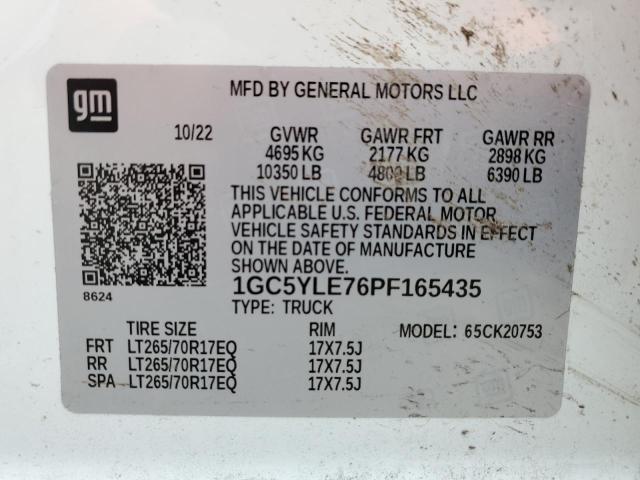 gm
MFD BY GENERAL MOTORS LLC
10/22 GVWR GAWR FRT GAWR RR
4695 KG 2177 KG 2898 KG
10350 LB LB 6390 LB
THIS VEHICLE CONFORMS TO ALL
APPLICABLE U.S. FEDERAL MOTOR
VEHICLE SAFETY STANDARDS IN EFFECT
ON THE DATE OF MANUFACTURE
SHOWN ABOVE.
8624
1GC5YLE76PF165435
TYPE: TRUCK
TIRE SIZE RIM MODEL: 65CK20753
FRT LT265/70R17EQ 17X7.5J
RR LT265/70R17EQ 17X7.5J
SPA LT265/70R17EQ 17X7.5J